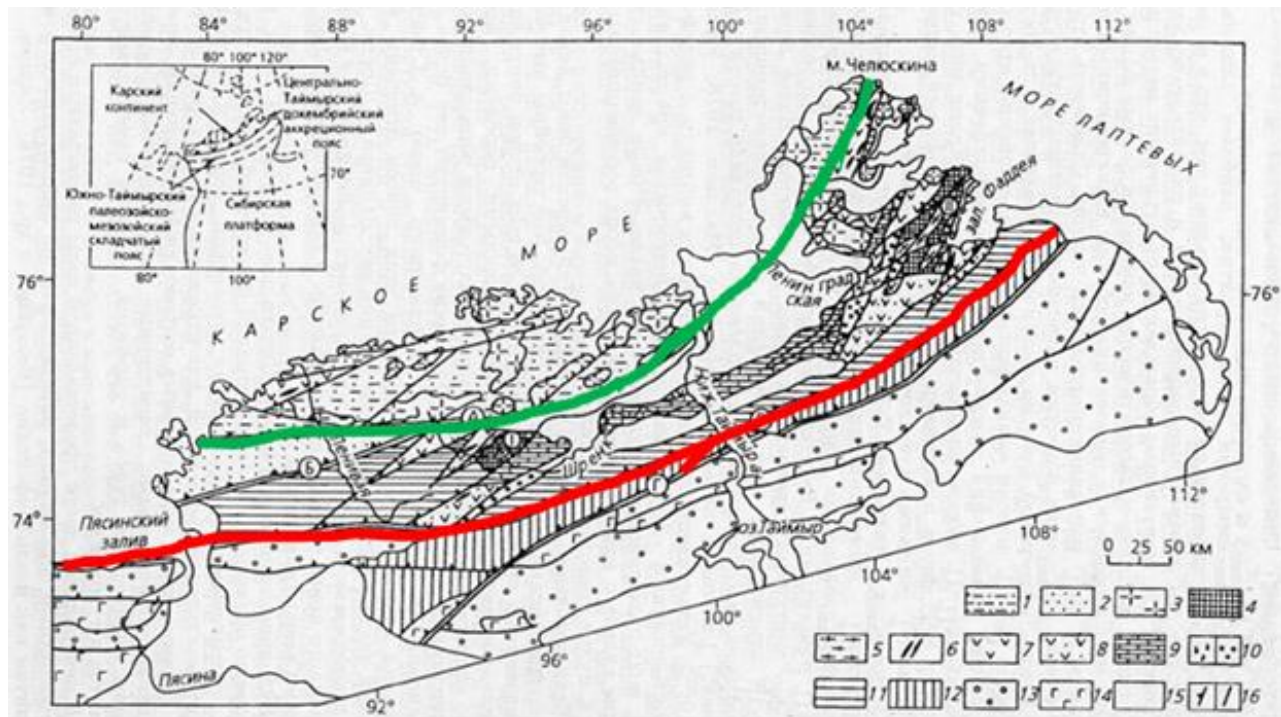 80° 84° 88° 92° 96° 100° 104° 108° 112°
м. Челюскина
МОРЕ ЛАПТЕВЫХ
80° 100° 120°
Карский
континент
Центрально-
Таймырский
докембрийский
аккреционный
пояс
70°
Южно-Таймырский
палеозойско-
мезозойский
складчатый
пояс
Сибирская
платформа
80° 100°
КАРСКОЕ МОРЕ
зал. Фаддея
76°
76°
Ленинград
ская
Шренк
Б
Г
74°
Пясинский
залив
оз Таймыр
112°
108°
0 25 50 км
104°
100°
96°
92°
Пясина
1 2 3 4
5 6 7 8 9 10
11 12 13 14 15 16